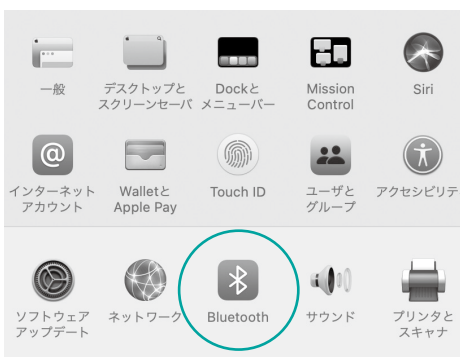 一般
デスクトップと
スクリーンセーバ
Dockと
メニューバー
Mission
Control
Siri
インターネット
アカウント
Walletと
Apple Pay
Touch ID
ユーザと
グループ
アクセシビリテ
ソフトウェア
アップデート
ネットワーク
Bluetooth
サウンド
プリンタと
スキャナ